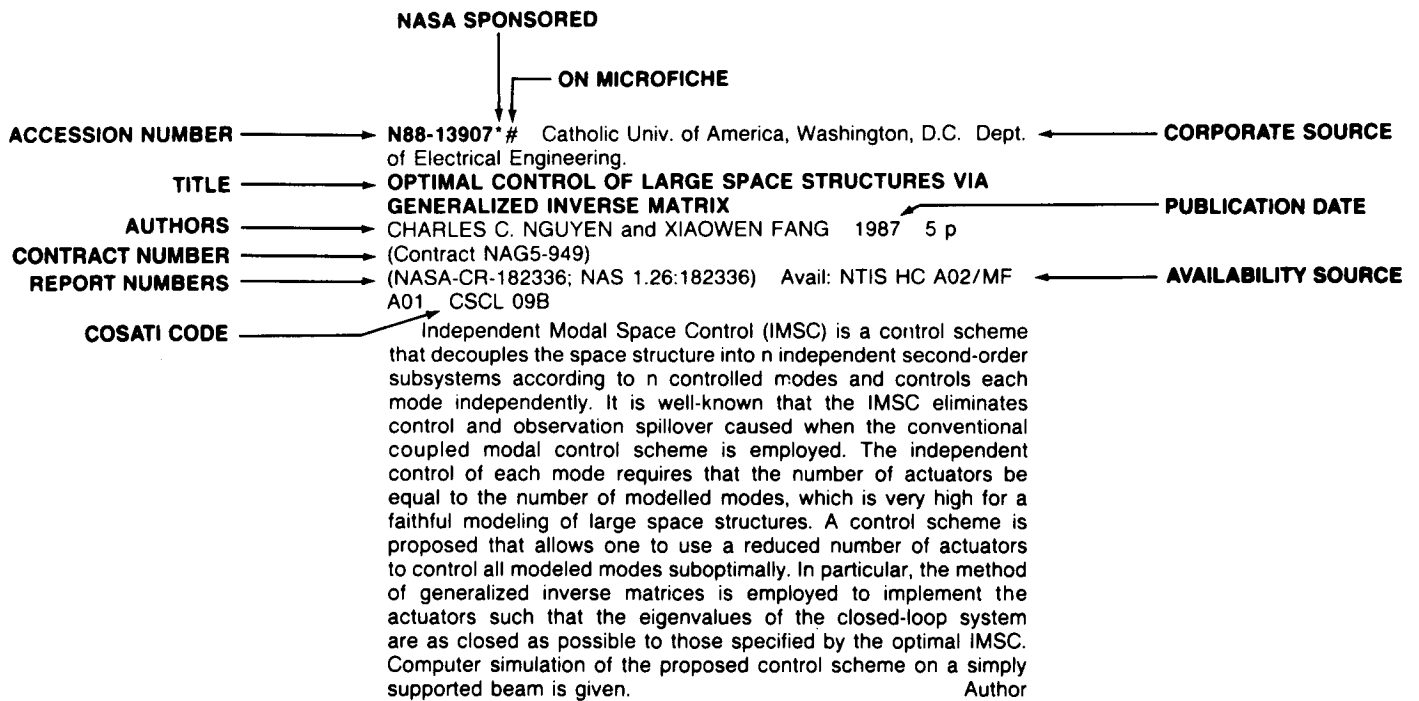 NASA SPONSORED
ON MICROFICHE
ACCESSION NUMBER
N88-13907*# Catholic Univ. of America, Washington, D.C. Dept.
CORPORATE SOURCE
of Electrical Engineering.
TITLE
OPTIMAL CONTROL OF LARGE SPACE STRUCTURES VIA
GENERALIZED INVERSE MATRIX
PUBLICATION DATE
AUTHORS
CHARLES C. NGUYEN and XIAOWEN FANG 1987 5 p
CONTRACT NUMBER
(Contract NAG5-949)
REPORT NUMBERS
(NASA-CR-182336; NAS 1.26:182336) Avail: NTIS HC A02/MF
AVAILABILITY SOURCE
A01 CSCL 09B
COSATI CODE
Independent Modal Space Control (IMSC) is a control scheme
that decouples the space structure into n independent second-order
subsystems according to n controlled modes and controls each
mode independently. It is well-known that the IMSC eliminates
control and observation spillover caused when the conventional
coupled modal control scheme is employed. The independent
control of each mode requires that the number of actuators be
equal to the number of modelled modes, which is very high for a
faithful modeling of large space structures. A control scheme is
proposed that allows one to use a reduced number of actuators
to control all modeled modes suboptimally. In particular, the method
of generalized inverse matrices is employed to implement the
actuators such that the eigenvalues of the closed-loop system
are as closed as possible to those specified by the optimal IMSC.
Computer simulation of the proposed control scheme on a simply
supported beam is given. Author